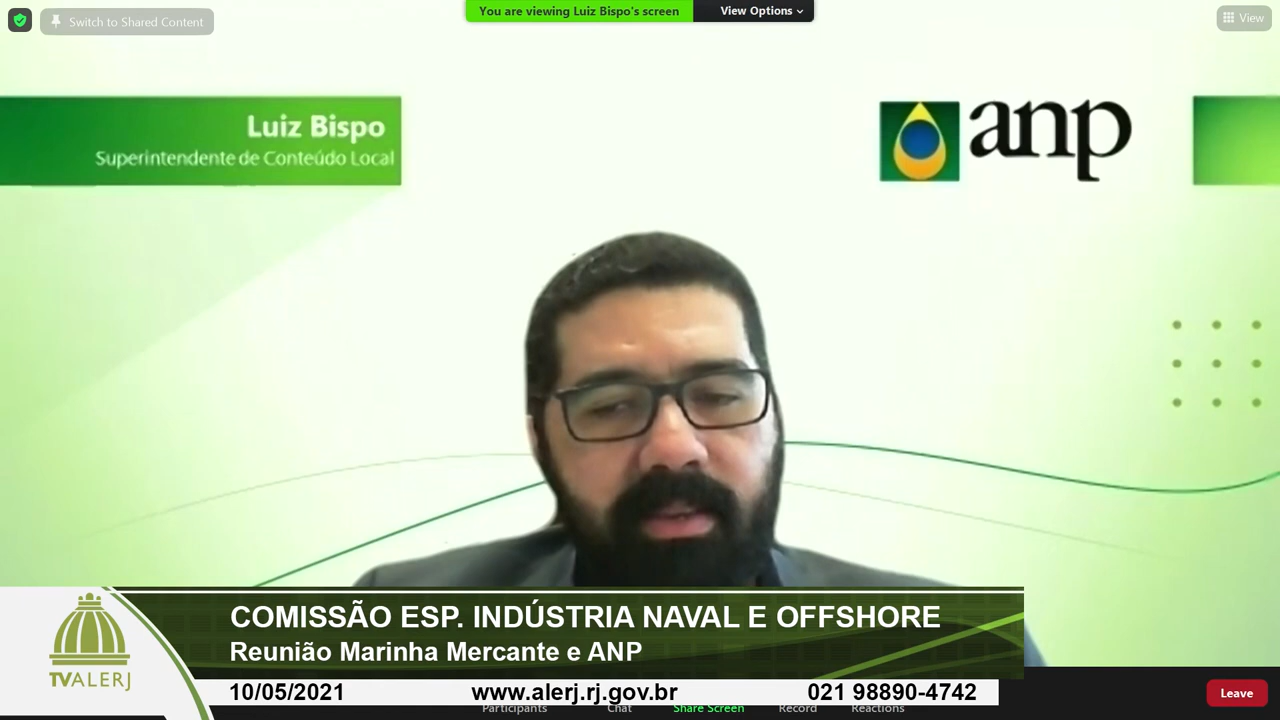 Switch to Shared Content
You are viewing Luiz Bispo's screen
View Options
View
Luiz Bispo
Superintendente de Conteúdo Local
anp
COMISSÃO ESP. INDÚSTRIA NAVAL E OFFSHORE
Reunião Marinha Mercante e ANP
TVALERJ
10/05/2021
www.alerj.rj.gov.br
021 98890-4742
Participants
Chat
Share Screen
Record
Reactions
Leave